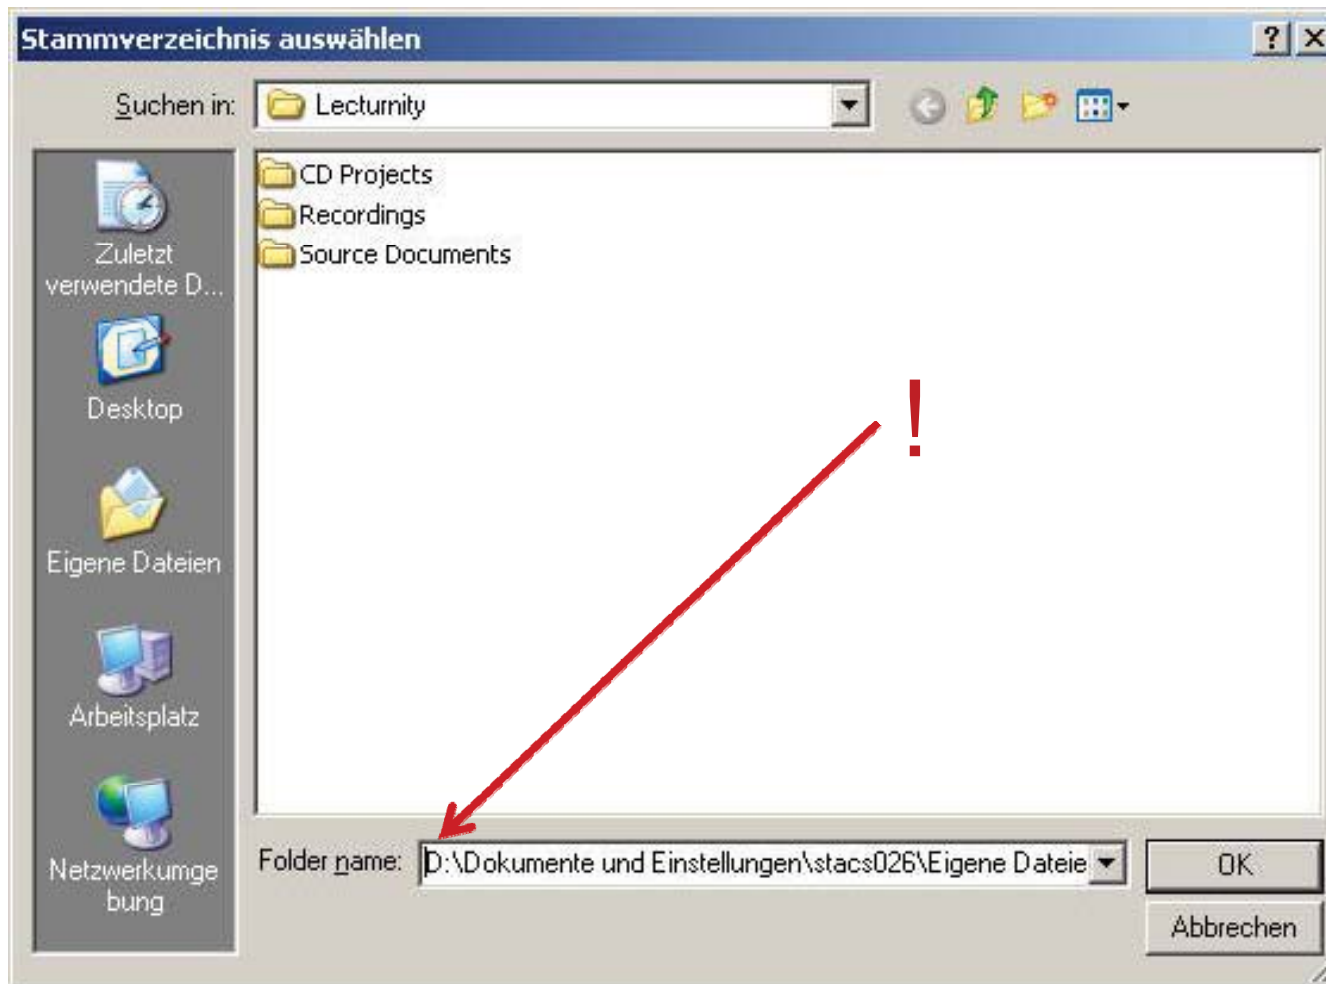 Stammverzeichnis auswählen
Suchen in:
Lecturnity
CD Projects
Recordings
Source Documents
Zuletzt
verwendete D...
Desktop
Eigene Dateien
Arbeitsplatz
Netzwerkumge
bung
!
Folder name:
D:\Dokumente und Einstellungen\stacs026\Eigene Dateie
OK
Abbrechen